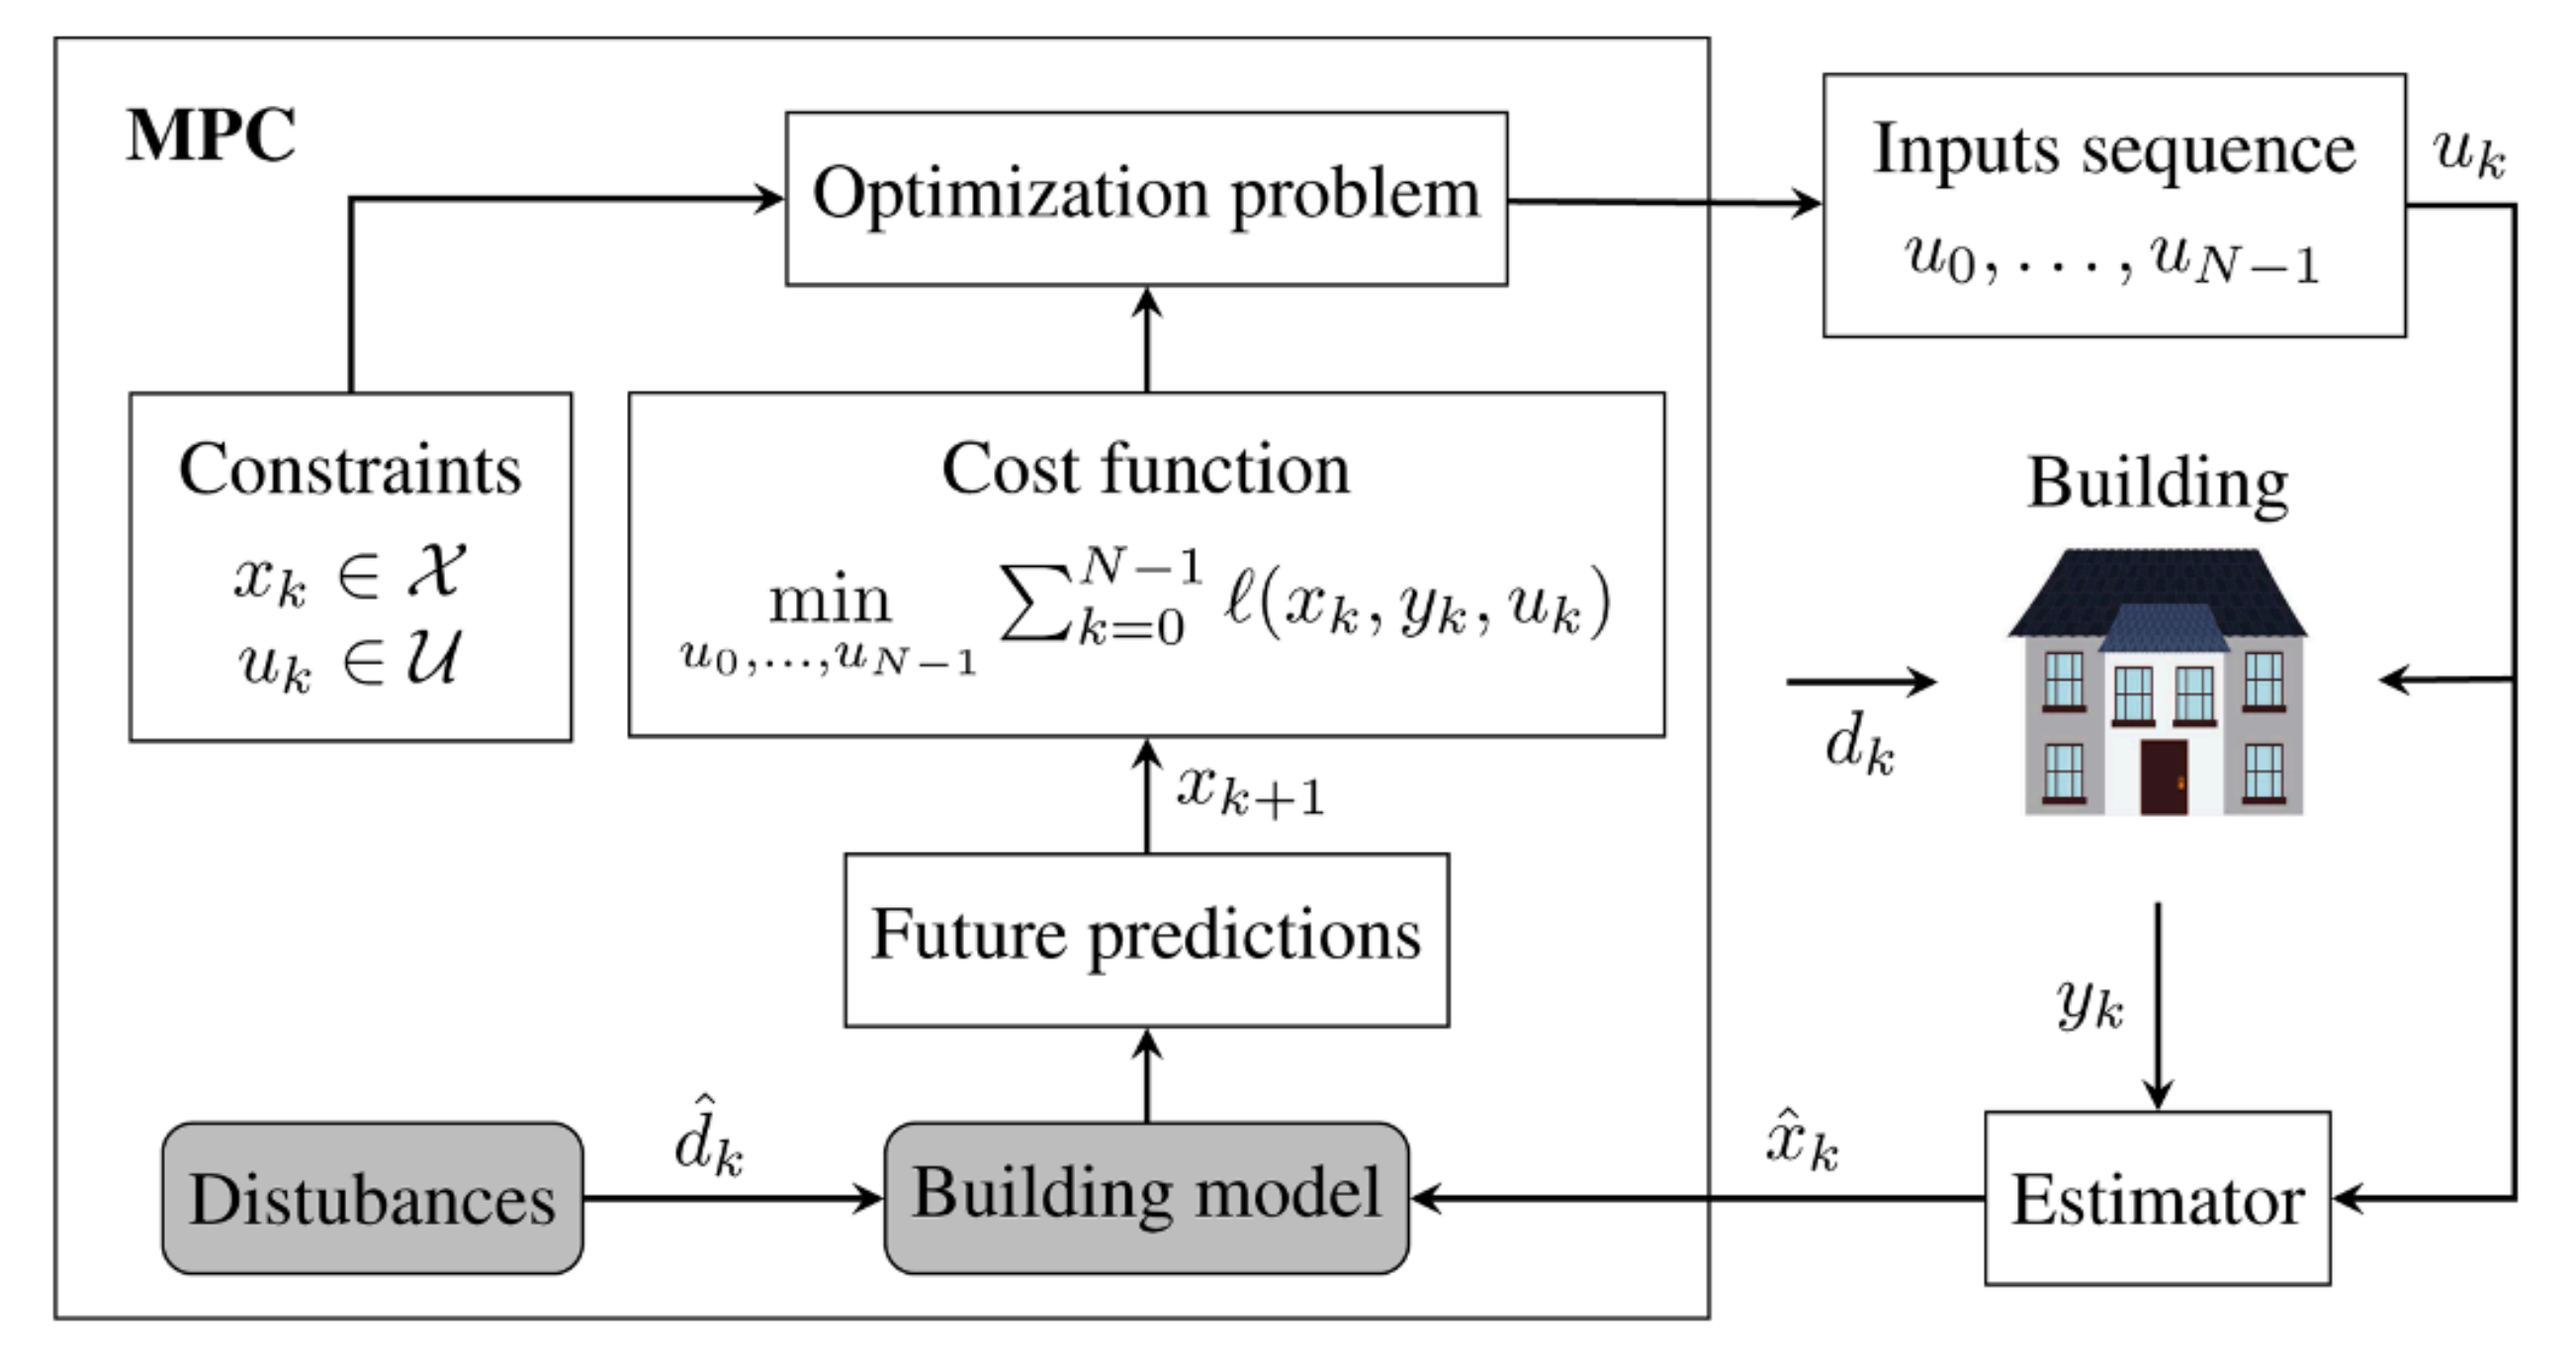 MPC
Optimization problem
Inputs sequence
u_0, . . . , u_{N−1}
u_k
Constraints
x_k ∈ 𝒳
u_k ∈ 𝒰
Cost function
min_{u_0,...,u_{N−1}} ∑_{k=0}^{N−1} ℓ(x_k, y_k, u_k)
Building
d_k
x_{k+1}
Future predictions
y_k
Distubances
d̂_k
Building model
x̂_k
Estimator